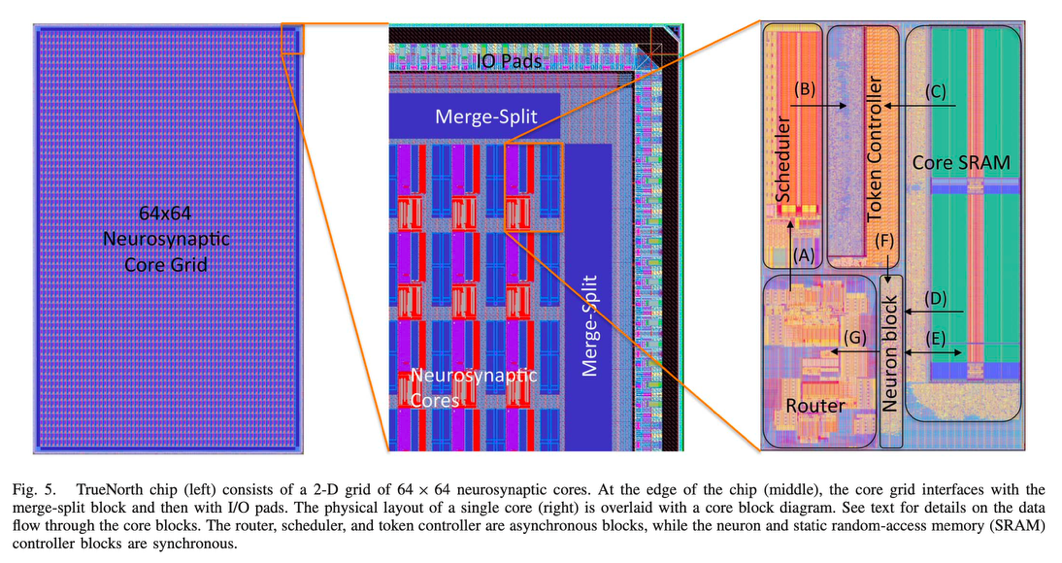 64x64
Neurosynaptic
Core Grid
IO Pads
Merge-Split
Merge-Split
Neurosynaptic
Cores
Scheduler
(B)
Token Controller
(C)
Core SRAM
(A)
(F)
(D)
(E)
(G)
Neuron block
Router
Fig. 5. TrueNorth chip (left) consists of a 2-D grid of 64 × 64 neurosynaptic cores. At the edge of the chip (middle), the core grid interfaces with the
merge-split block and then with I/O pads. The physical layout of a single core (right) is overlaid with a core block diagram. See text for details on the data
flow through the core blocks. The router, scheduler, and token controller are asynchronous blocks, while the neuron and static random-access memory (SRAM)
controller blocks are synchronous.